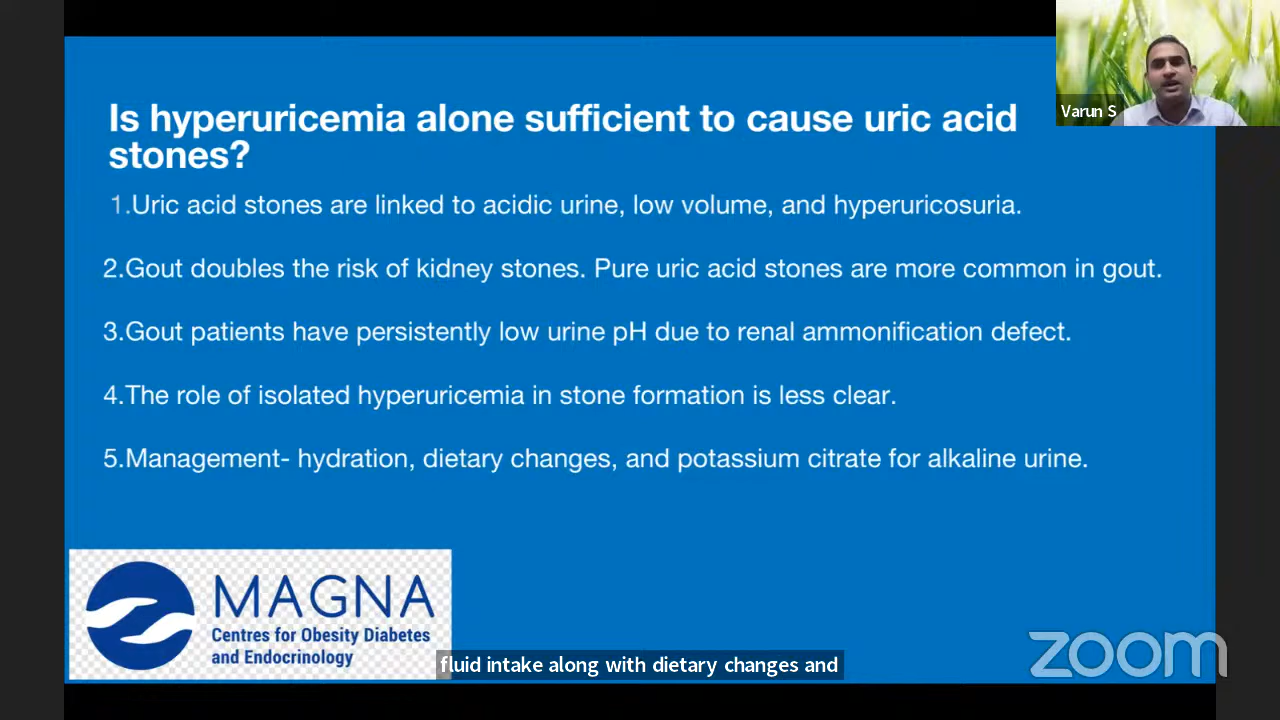 Is hyperuricemia alone sufficient to cause uric acid
stones?
1.Uric acid stones are linked to acidic urine, low volume, and hyperuricosuria.
2.Gout doubles the risk of kidney stones. Pure uric acid stones are more common in gout.
3.Gout patients have persistently low urine pH due to renal ammonification defect.
4.The role of isolated hyperuricemia in stone formation is less clear.
5.Management- hydration, dietary changes, and potassium citrate for alkaline urine.
Varun S
MAGNA
Centres for Obesity Diabetes
and Endocrinology
fluid intake along with dietary changes and
zoom